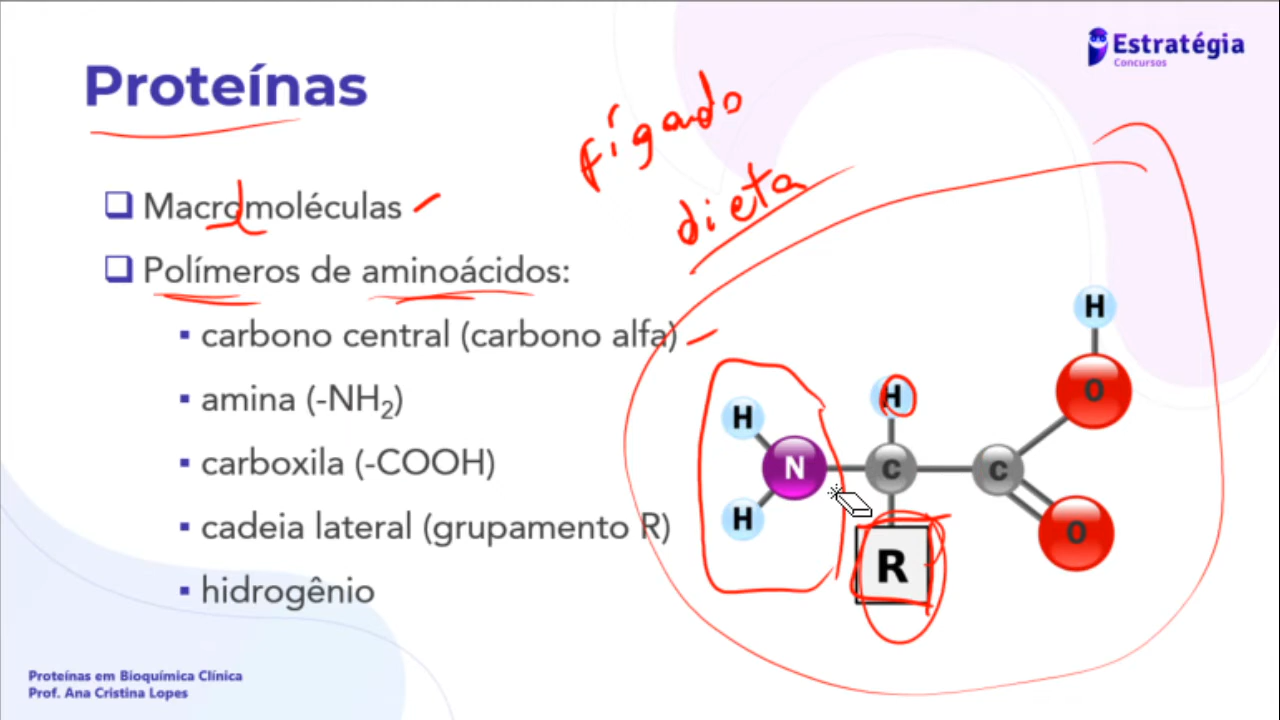 Estratégia
Concursos
Proteínas
fígado
dieta
Macromoléculas
Polímeros de aminoácidos:
carbono central (carbono alfa)
amina (-NH₂)
carboxila (-COOH)
cadeia lateral (grupamento R)
hidrogênio
H
H H O
N C C
H O
R
Proteínas em Bioquímica Clínica
Prof. Ana Cristina Lopes